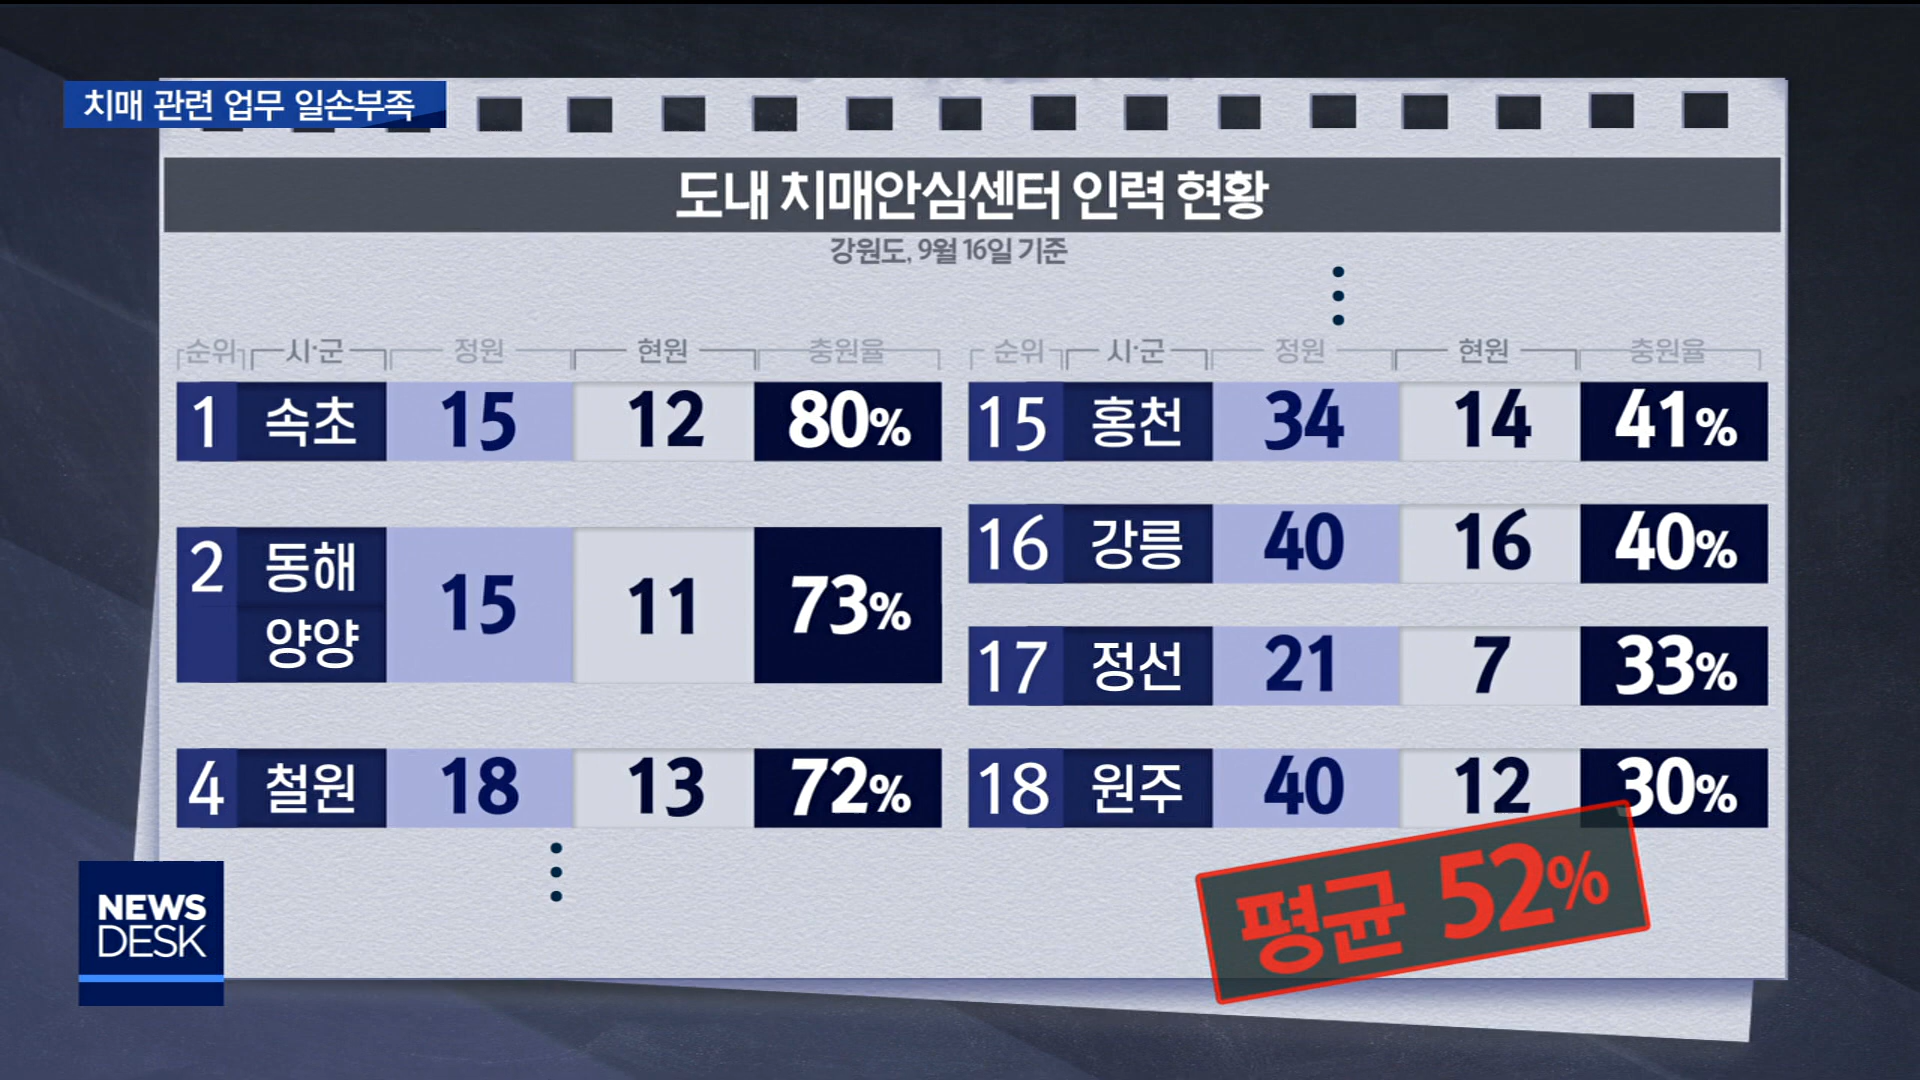 치매 관련 업무 일손부족
도내 치매안심센터 인력 현황
강원도, 9월 16일 기준
순위 시·군 정원 현원 충원율
1 속초 15 12 80%
2 동해 양양 15 11 73%
4 철원 18 13 72%
순위 시·군 정원 현원 충원율
15 홍천 34 14 41%
16 강릉 40 16 40%
17 정선 21 7 33%
18 원주 40 12 30%
평균 52%
NEWS
DESK